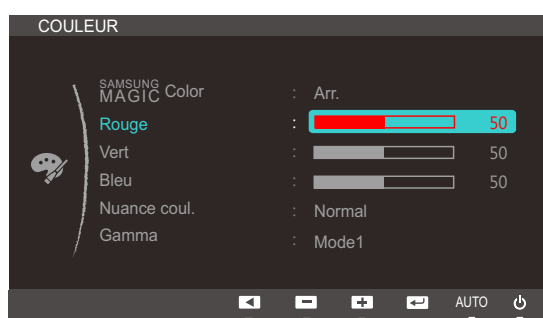 COULEUR
SAMSUNG MAGIC Color : Arr.
Rouge : 50
Vert : 50
Bleu : 50
Nuance coul. : Normal
Gamma : Mode1
AUTO